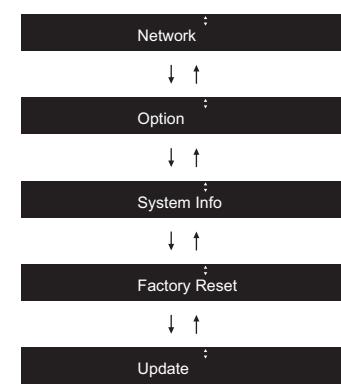 Network
Option
System Info
Factory Reset
Update